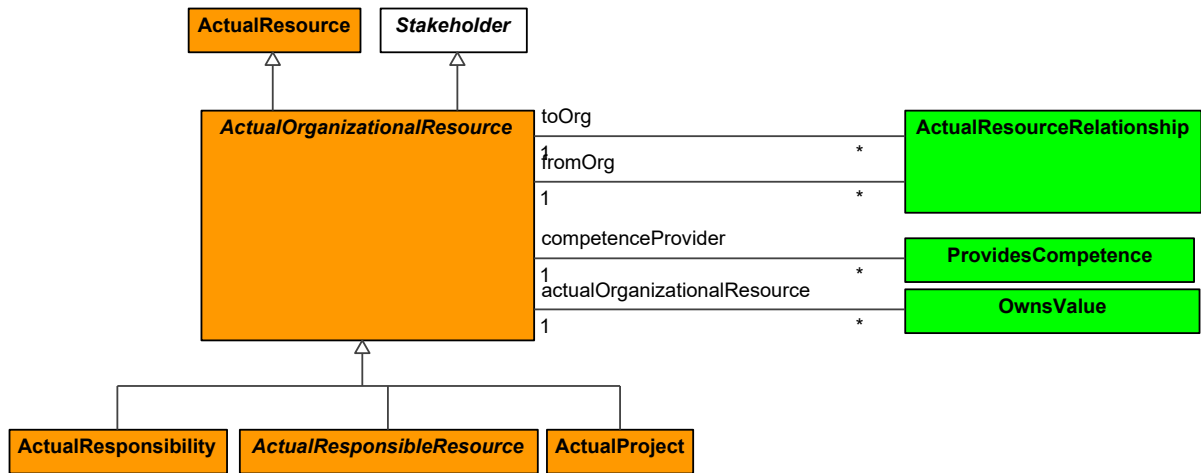 ActualResource
Stakeholder
ActualOrganizationalResource
toOrg
1
*
ActualResourceRelationship
fromOrg
1
*
competenceProvider
1
*
ProvidesCompetence
actualOrganizationalResource
1
*
OwnsValue
ActualResponsibility
ActualResponsibleResource
ActualProject